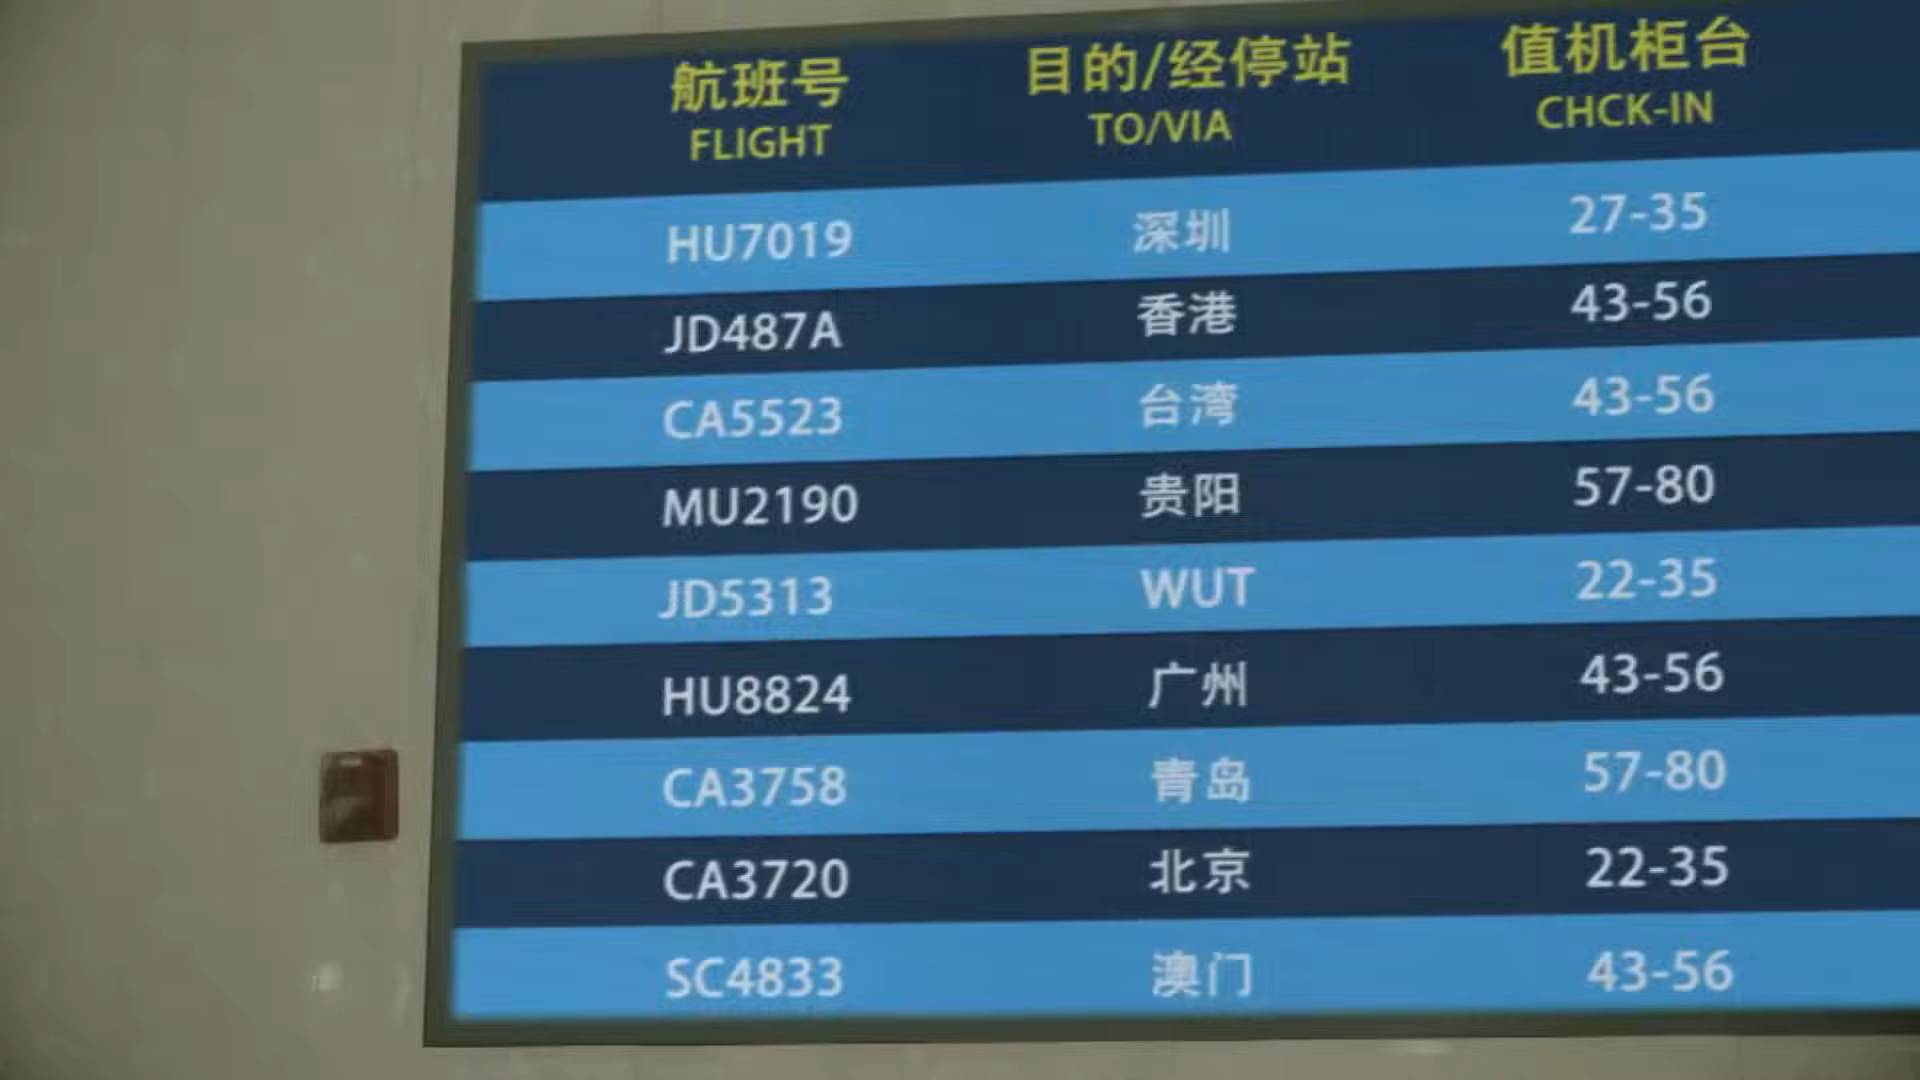 航班号 目的/经停站 值机柜台
FLIGHT TO/VIA CHCK-IN
HU7019 深圳 27-35
JD487A 香港 43-56
CA5523 台湾 43-56
MU2190 贵阳 57-80
JD5313 WUT 22-35
HU8824 广州 43-56
CA3758 青岛 57-80
CA3720 北京 22-35
SC4833 澳门 43-56